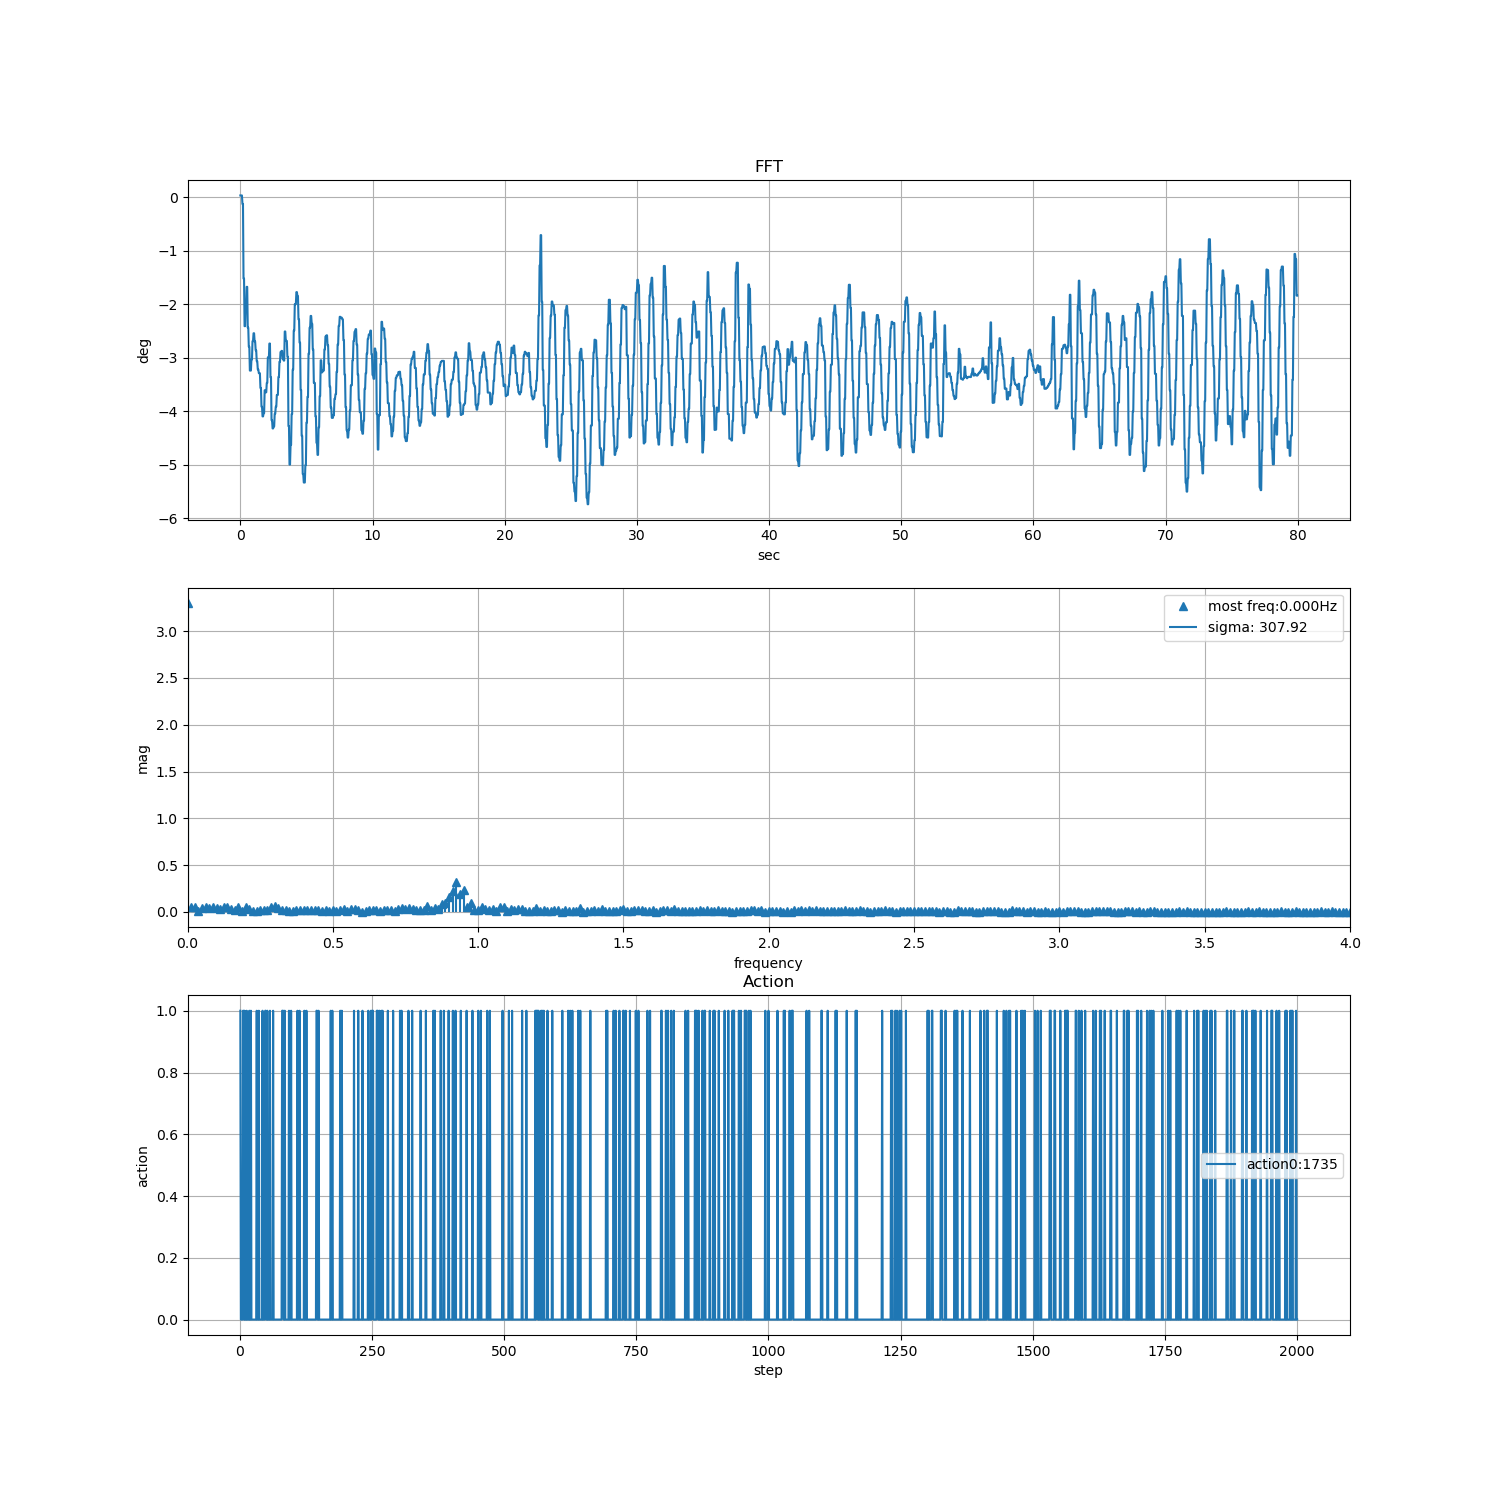 FFT
0
−1
−2
−3
−4
−5
−6
deg
0 10 20 30 40 50 60 70 80
sec
most freq:0.000Hz
sigma: 307.92
3.0
2.5
2.0
1.5
1.0
0.5
0.0
mag
0.0 0.5 1.0 1.5 2.0 2.5 3.0 3.5 4.0
frequency
Action
1.0
0.8
0.6
0.4
0.2
0.0
action
action0:1735
0 250 500 750 1000 1250 1500 1750 2000
step